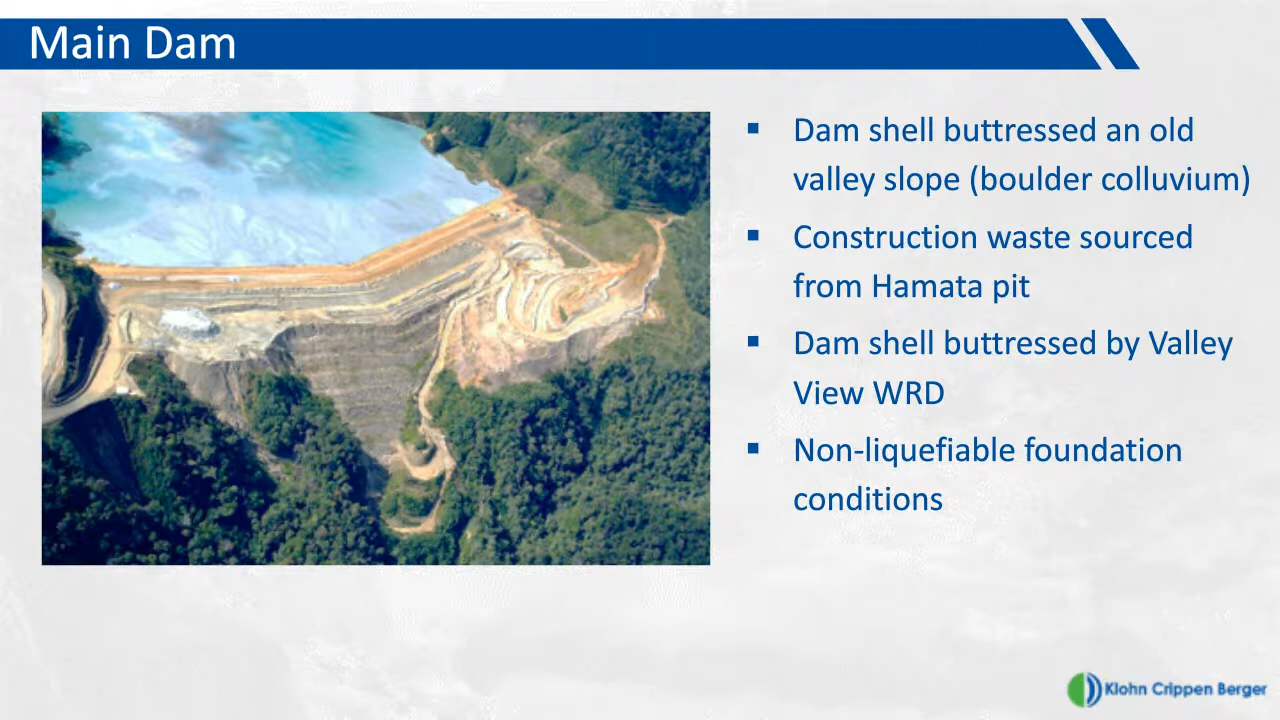 Main Dam
▪ Dam shell buttressed an old
valley slope (boulder colluvium)
▪ Construction waste sourced
from Hamata pit
▪ Dam shell buttressed by Valley
View WRD
▪ Non-liquefiable foundation
conditions
Klohn Crippen Berger